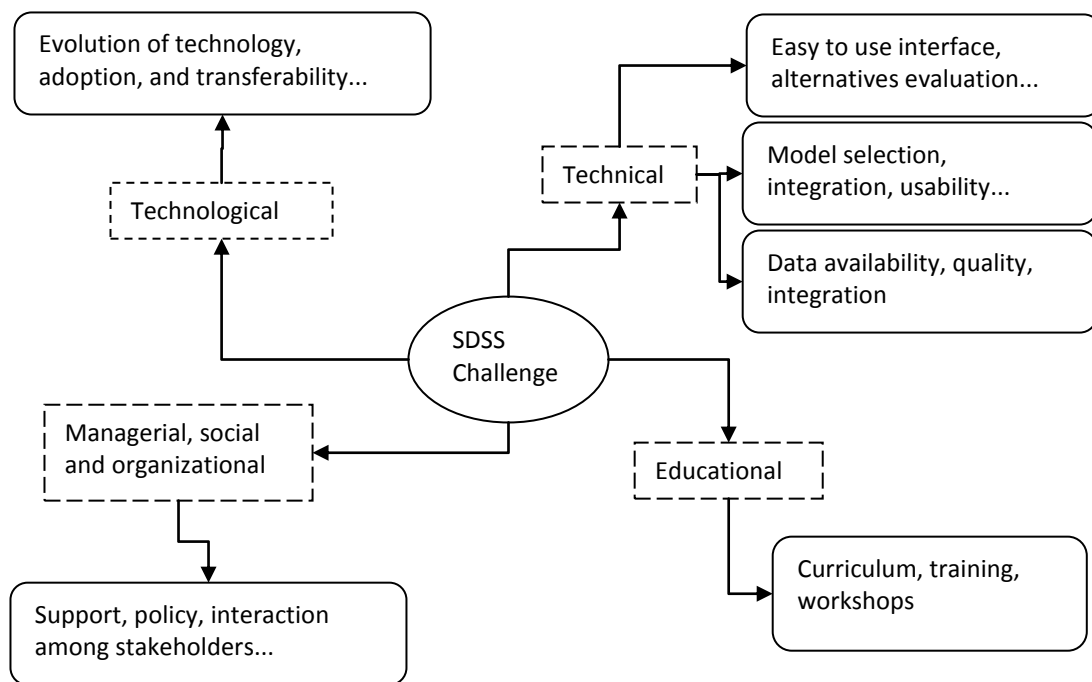 Evolution of technology,
adoption, and transferability...
Easy to use interface,
alternatives evaluation...
Technical
Model selection,
integration, usability...
Technological
Data availability, quality,
integration
SDSS
Challenge
Managerial, social
and organizational
Educational
Curriculum, training,
workshops
Support, policy, interaction
among stakeholders...